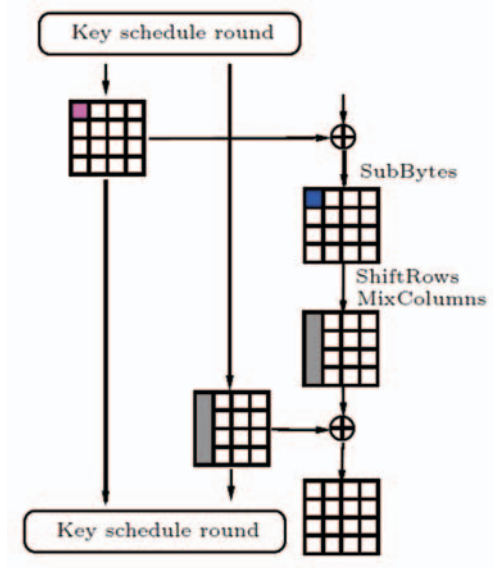 Key schedule round
SubBytes
ShiftRows
MixColumns
Key schedule round